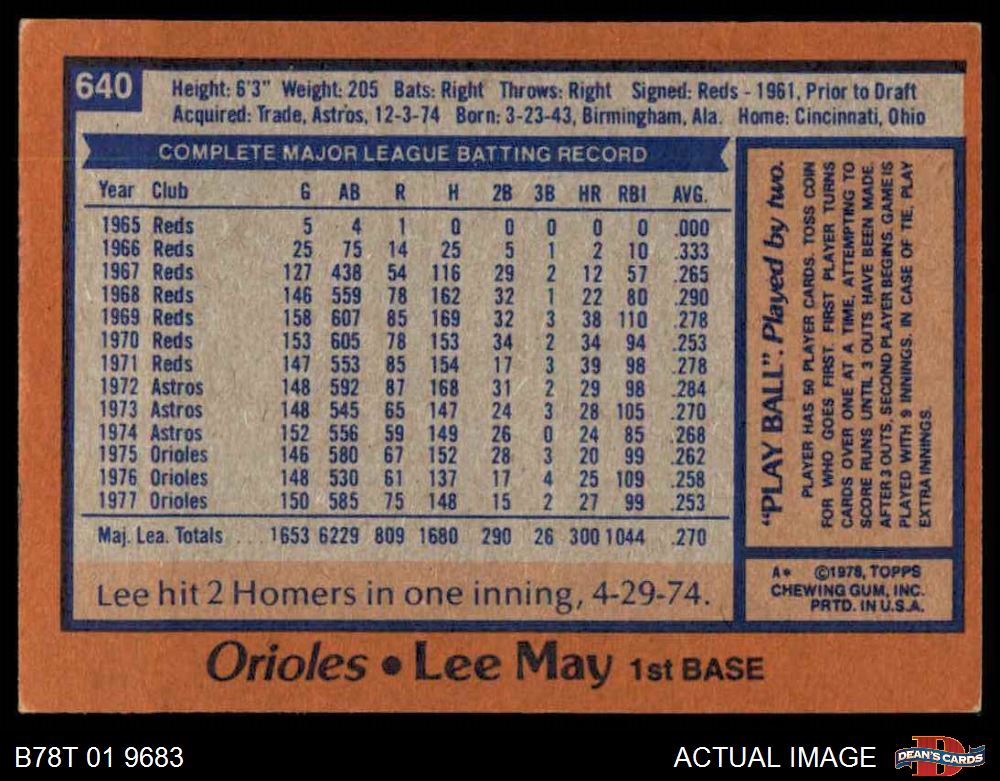 640
Height: 6'3" Weight: 205 Bats: Right Throws: Right Signed: Reds - 1961, Prior to Draft
Acquired: Trade, Astros, 12-3-74 Born: 3-23-43, Birmingham, Ala. Home: Cincinnati, Ohio
COMPLETE MAJOR LEAGUE BATTING RECORD
Year Club G AB R H 2B 3B HR RBI AVG.
1965 Reds 5 4 1 0 0 0 0 0 .000
1966 Reds 25 75 14 25 5 1 2 10 .333
1967 Reds 127 438 54 116 29 2 12 57 .265
1968 Reds 146 559 78 162 32 1 22 80 .290
1969 Reds 158 607 85 169 32 3 38 110 .278
1970 Reds 153 605 78 153 34 2 34 94 .253
1971 Reds 147 553 85 154 17 3 39 98 .278
1972 Astros 148 592 87 168 31 2 29 98 .284
1973 Astros 148 545 65 147 24 3 28 105 .270
1974 Astros 152 556 59 149 26 0 24 85 .268
1975 Orioles 146 580 67 152 28 3 20 99 .262
1976 Orioles 148 530 61 137 17 4 25 109 .258
1977 Orioles 150 585 75 148 15 2 27 99 .253
Maj. Lea. Totals ... 1653 6229 809 1680 290 26 300 1044 .270
Lee hit 2 Homers in one inning, 4-29-74.
"PLAY BALL". Played by two.
PLAYER HAS 50 PLAYER CARDS. TOSS COIN
FOR WHO GOES FIRST. FIRST PLAYER TURNS
CARDS OVER ONE AT A TIME, ATTEMPTING TO
SCORE RUNS UNTIL 3 OUTS HAVE BEEN MADE.
AFTER 3 OUTS, SECOND PLAYER BEGINS. GAME IS
PLAYED WITH 9 INNINGS. IN CASE OF TIE, PLAY
EXTRA INNINGS.
A* ©1978, TOPPS
CHEWING GUM, INC.
PRTD. IN U.S.A.
Orioles • Lee May 1st BASE
B78T 01 9683
ACTUAL IMAGE
D
DEAN'S CARDS